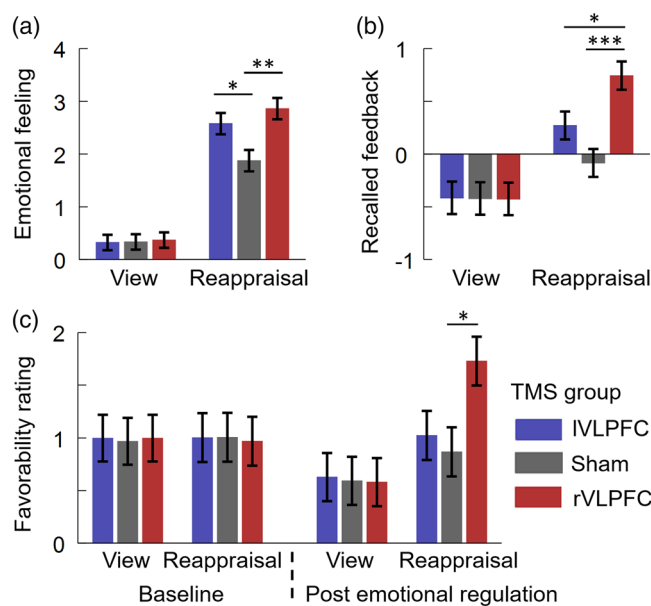 (a)
4
3
2
1
0
Emotional feeling
* **
View Reappraisal
(b)
1
0
-1
Recalled feedback
*
***
View Reappraisal
(c)
2
1
0
Favorability rating
*
View Reappraisal View Reappraisal
Baseline Post emotional regulation
TMS group
lVLPFC
Sham
rVLPFC